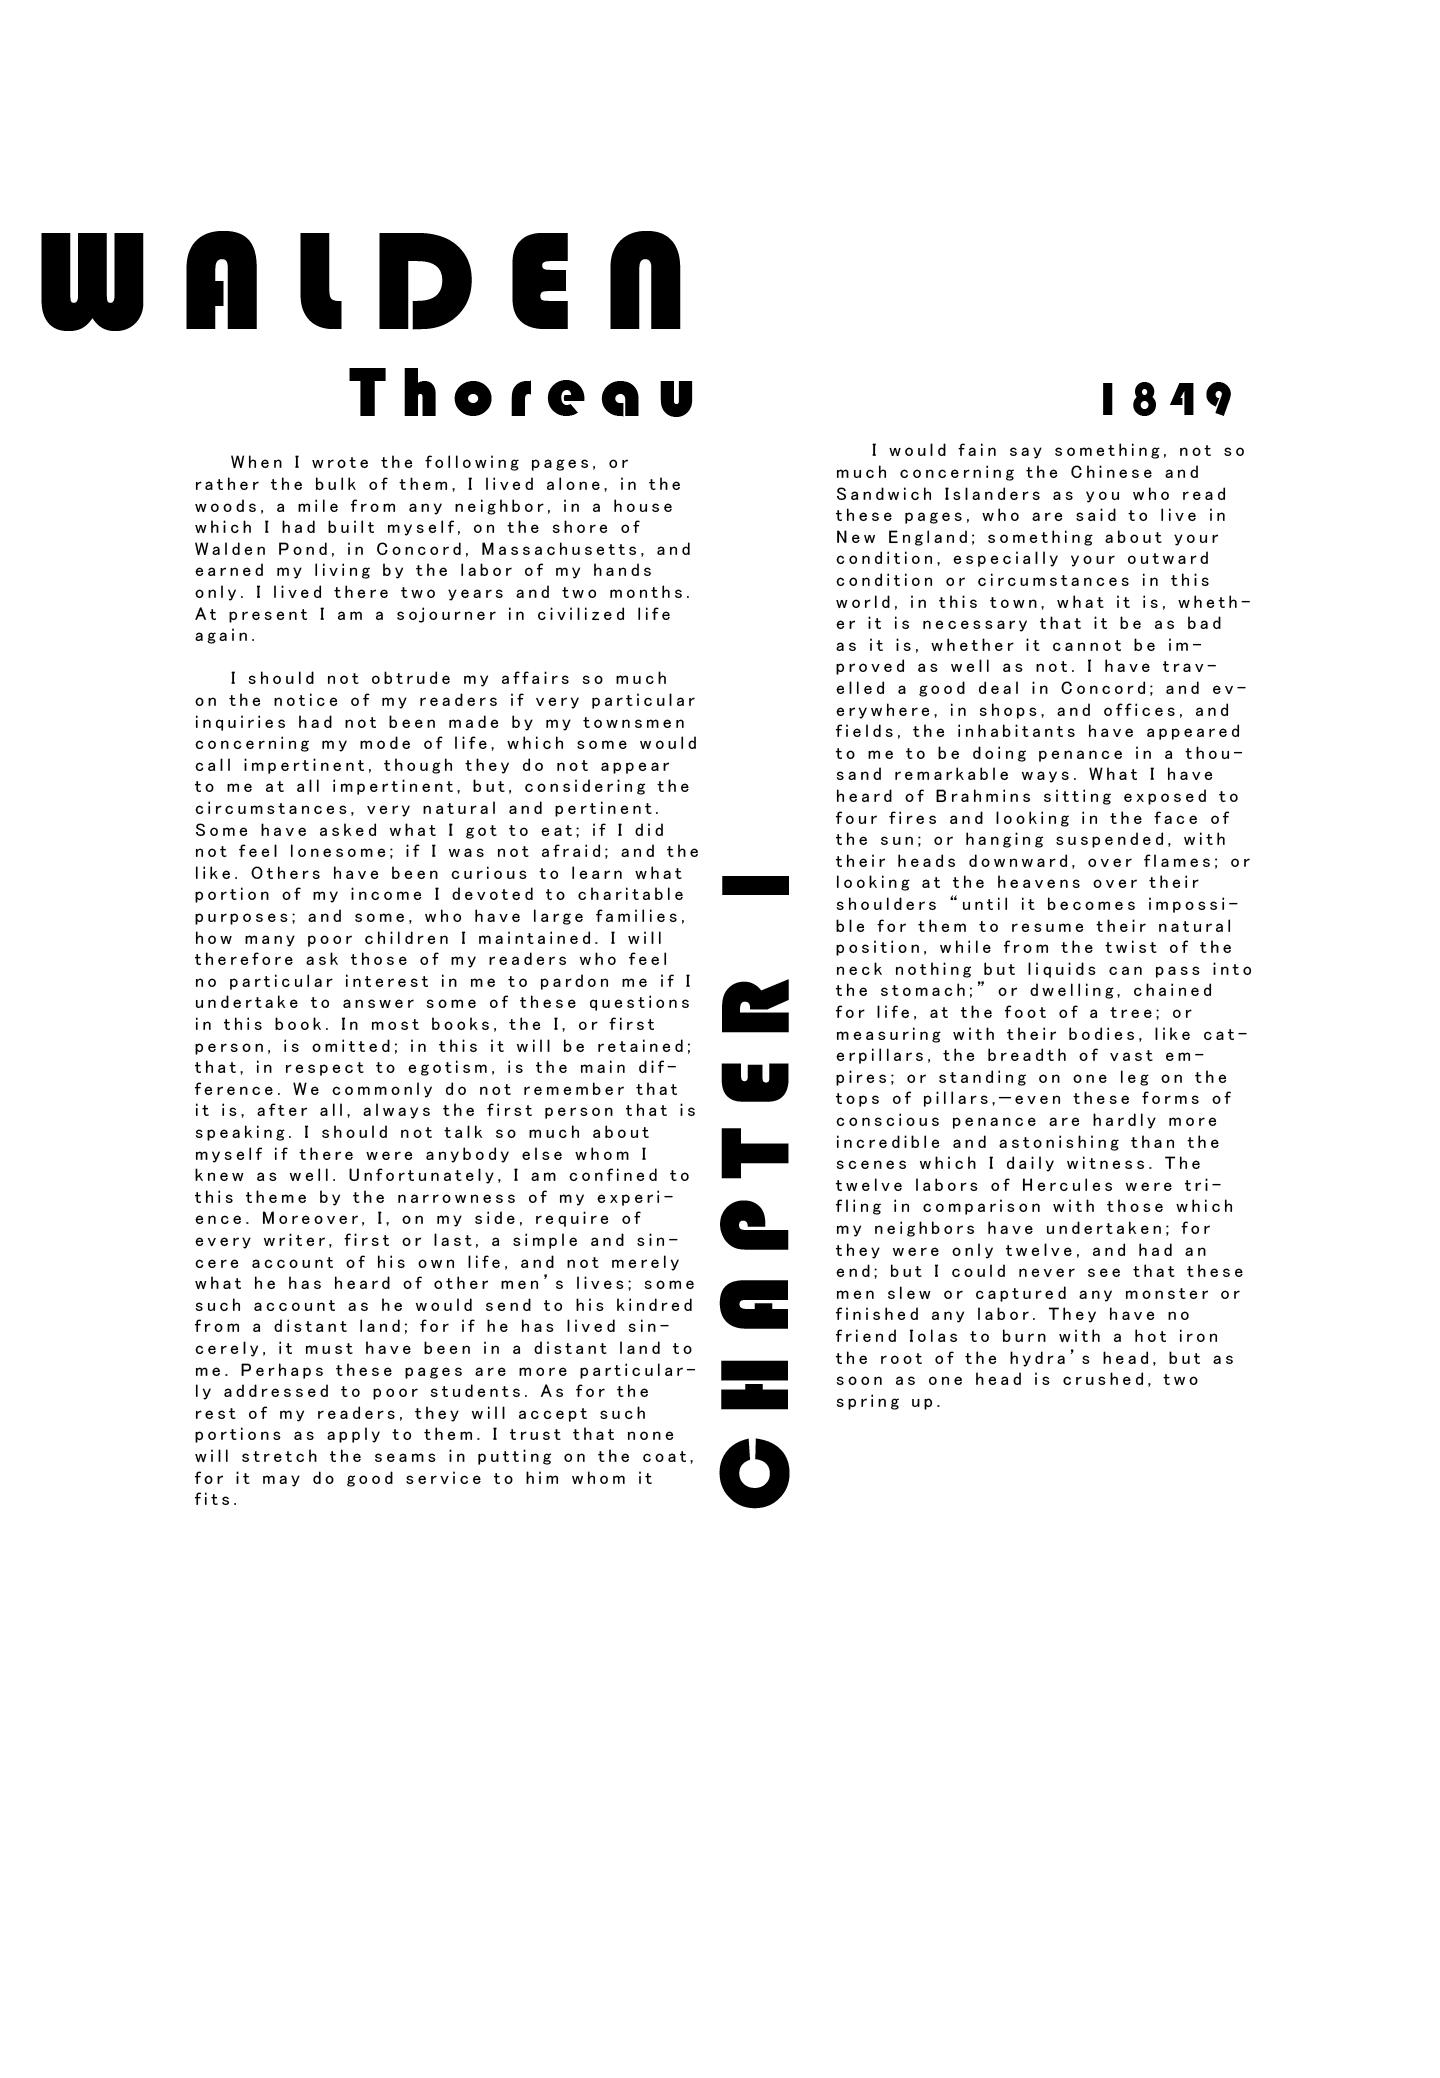 WALDEN
Thoreau
When I wrote the following pages, or
rather the bulk of them, I lived alone, in the
woods, a mile from any neighbor, in a house
which I had built myself, on the shore of
Walden Pond, in Concord, Massachusetts, and
earned my living by the labor of my hands
only. I lived there two years and two months.
At present I am a sojourner in civilized life
again.
I should not obtrude my affairs so much
on the notice of my readers if very particular
inquiries had not been made by my townsmen
concerning my mode of life, which some would
call impertinent, though they do not appear
to me at all impertinent, but, considering the
circumstances, very natural and pertinent.
Some have asked what I got to eat; if I did
not feel lonesome; if I was not afraid; and the
like. Others have been curious to learn what
portion of my income I devoted to charitable
purposes; and some, who have large families,
how many poor children I maintained. I will
therefore ask those of my readers who feel
no particular interest in me to pardon me if I
undertake to answer some of these questions
in this book. In most books, the I, or first
person, is omitted; in this it will be retained;
that, in respect to egotism, is the main dif-
ference. We commonly do not remember that
it is, after all, always the first person that is
speaking. I should not talk so much about
myself if there were anybody else whom I
knew as well. Unfortunately, I am confined to
this theme by the narrowness of my experi-
ence. Moreover, I, on my side, require of
every writer, first or last, a simple and sin-
cere account of his own life, and not merely
what he has heard of other men’s lives; some
such account as he would send to his kindred
from a distant land; for if he has lived sin-
cerely, it must have been in a distant land to
me. Perhaps these pages are more particular-
ly addressed to poor students. As for the
rest of my readers, they will accept such
portions as apply to them. I trust that none
will stretch the seams in putting on the coat,
for it may do good service to him whom it
fits.
CHAPTER I
1849
I would fain say something, not so
much concerning the Chinese and
Sandwich Islanders as you who read
these pages, who are said to live in
New England; something about your
condition, especially your outward
condition or circumstances in this
world, in this town, what it is, wheth-
er it is necessary that it be as bad
as it is, whether it cannot be im-
proved as well as not. I have trav-
elled a good deal in Concord; and ev-
erywhere, in shops, and offices, and
fields, the inhabitants have appeared
to me to be doing penance in a thou-
sand remarkable ways. What I have
heard of Brahmins sitting exposed to
four fires and looking in the face of
the sun; or hanging suspended, with
their heads downward, over flames; or
looking at the heavens over their
shoulders “until it becomes impossi-
ble for them to resume their natural
position, while from the twist of the
neck nothing but liquids can pass into
the stomach;” or dwelling, chained
for life, at the foot of a tree; or
measuring with their bodies, like cat-
erpillars, the breadth of vast em-
pires; or standing on one leg on the
tops of pillars,—even these forms of
conscious penance are hardly more
incredible and astonishing than the
scenes which I daily witness. The
twelve labors of Hercules were tri-
fling in comparison with those which
my neighbors have undertaken; for
they were only twelve, and had an
end; but I could never see that these
men slew or captured any monster or
finished any labor. They have no
friend Iolas to burn with a hot iron
the root of the hydra’s head, but as
soon as one head is crushed, two
spring up.